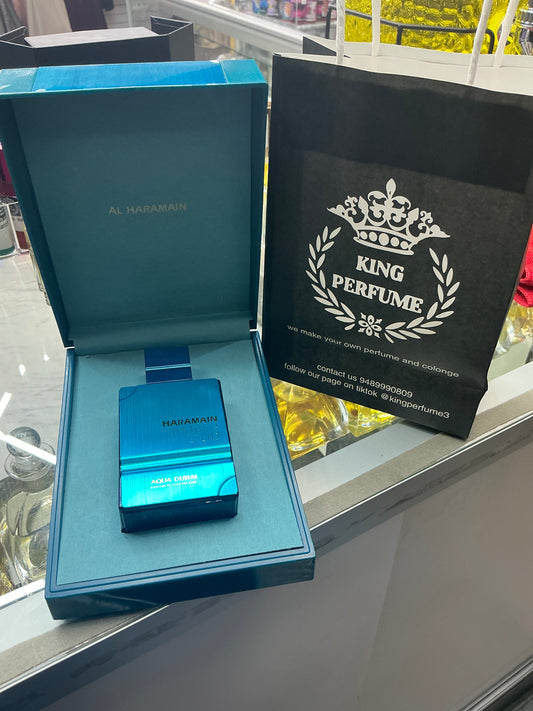 AL HARAMAIN
HARAMAIN
AQUA DUBAI
KING
PERFUME
we make your own perfume and colonge
contact us 9489990809
follow our page on tiktok @kingperfume3